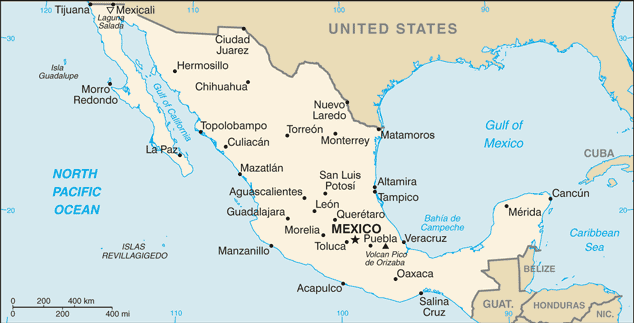 120
110
100
90
Tijuana
Mexicali
Laguna
Salada
UNITED STATES
30
30
Ciudad
Juarez
Isla
Guadalupe
Hermosillo
Chihuahua
Morro
Redondo
Gulf of California
Nuevo
Laredo
Topolobampo
Torreón
Monterrey
Matamoros
Gulf of
Mexico
Culiacán
La Paz
CUBA
Mazatlán
NORTH
PACIFIC
OCEAN
San Luis
Potosí
Altamira
Tampico
Aguascalientes
Cancún
León
Mérida
20
20
Guadalajara
Querétaro
Bahía de
Campeche
Caribbean
Sea
Morelia
MEXICO
ISLAS
REVILLAGIGEDO
Manzanillo
Toluca
Puebla
Veracruz
Volcan Pico
de Orizaba
BELIZE
Oaxaca
Acapulco
Salina
Cruz
GUAT.
HONDURAS
NIC.
0
200
400 km
0
200
400 mi
110
100
90